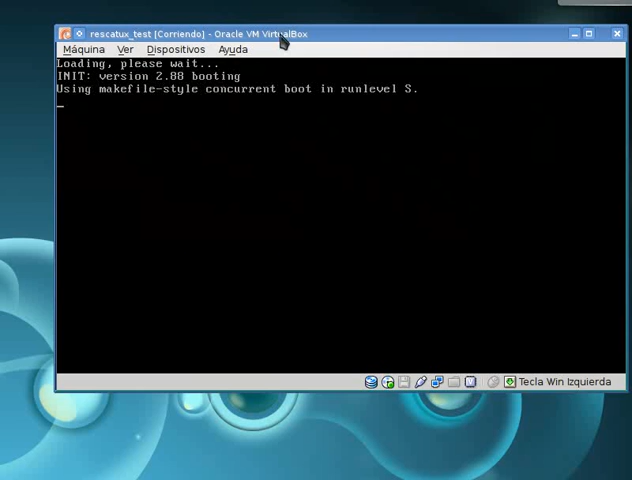 rescatux_test [Corriendo] - Oracle VM VirtualBox
Máquina Ver Dispositivos Ayuda
Loading, please wait...
INIT: version 2.88 booting
Using makefile-style concurrent boot in runlevel S.
Tecla Win Izquierda